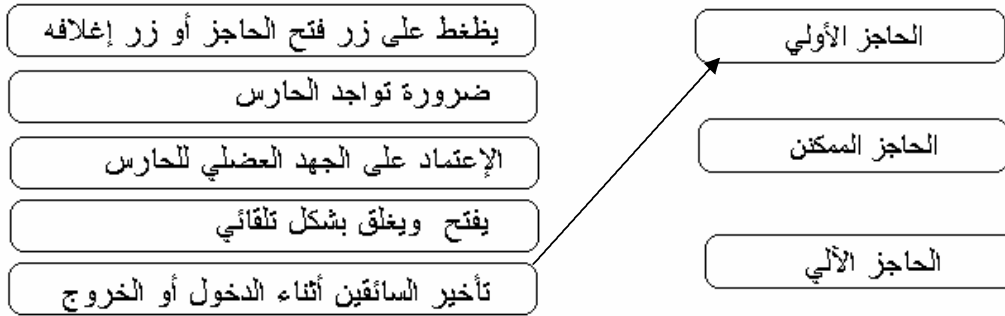 الحاجز الأولي
الحاجز الممكنن
الحاجز الآلي
يظغط على زر فتح الحاجز أو زر إغلافه
ضرورة تواجد الحارس
الإعتماد على الجهد العضلي للحارس
يفتح ويغلق بشكل تلقائي
تأخير السائقين أثناء الدخول أو الخروج